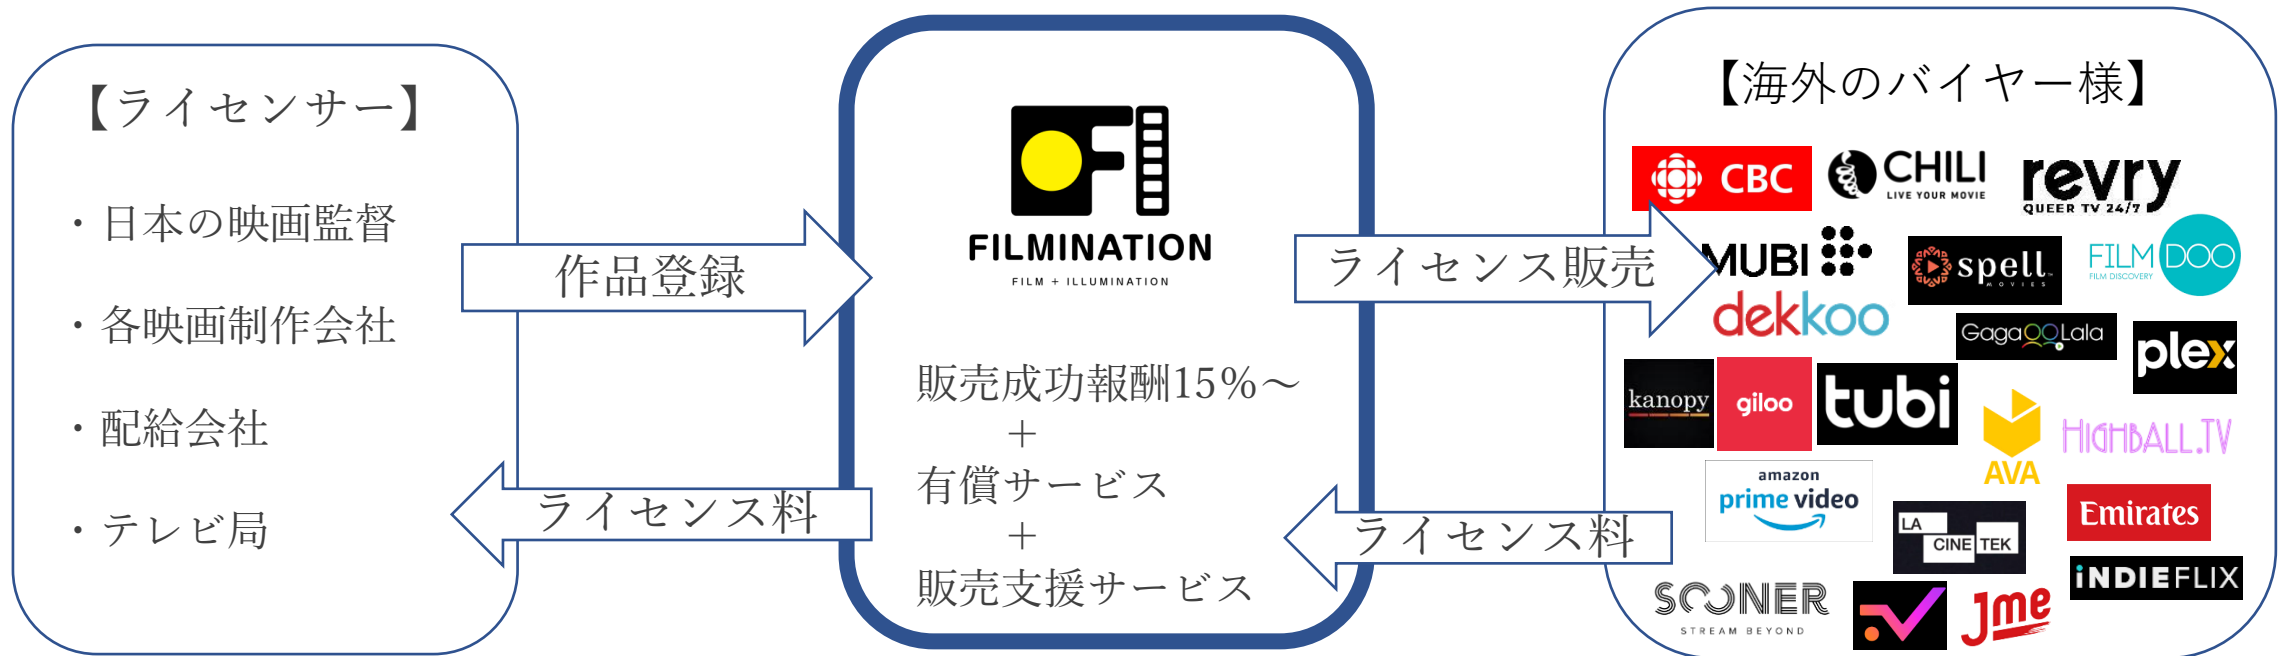 【ライセンサー】
・日本の映画監督
・各映画制作会社
・配給会社
・テレビ局
作品登録
ライセンス料
FILMINATION
FILM + ILLUMINATION
販売成功報酬15%～
＋
有償サービス
＋
販売支援サービス
ライセンス販売
ライセンス料
【海外のバイヤー様】
CBC
CHILI
LIVE YOUR MOVIE
revry
QUEER TV 24/7
MUBI
spell
MOVIES
FILM DOO
FILM DISCOVERY
dekkoo
GagaOOLala
plex
kanopy
giloo
tubi
AVA
HIGHBALL.TV
amazon
prime video
LA
CINE TEK
Emirates
iNDIEFLIX
SOONER
STREAM BEYOND
Jme